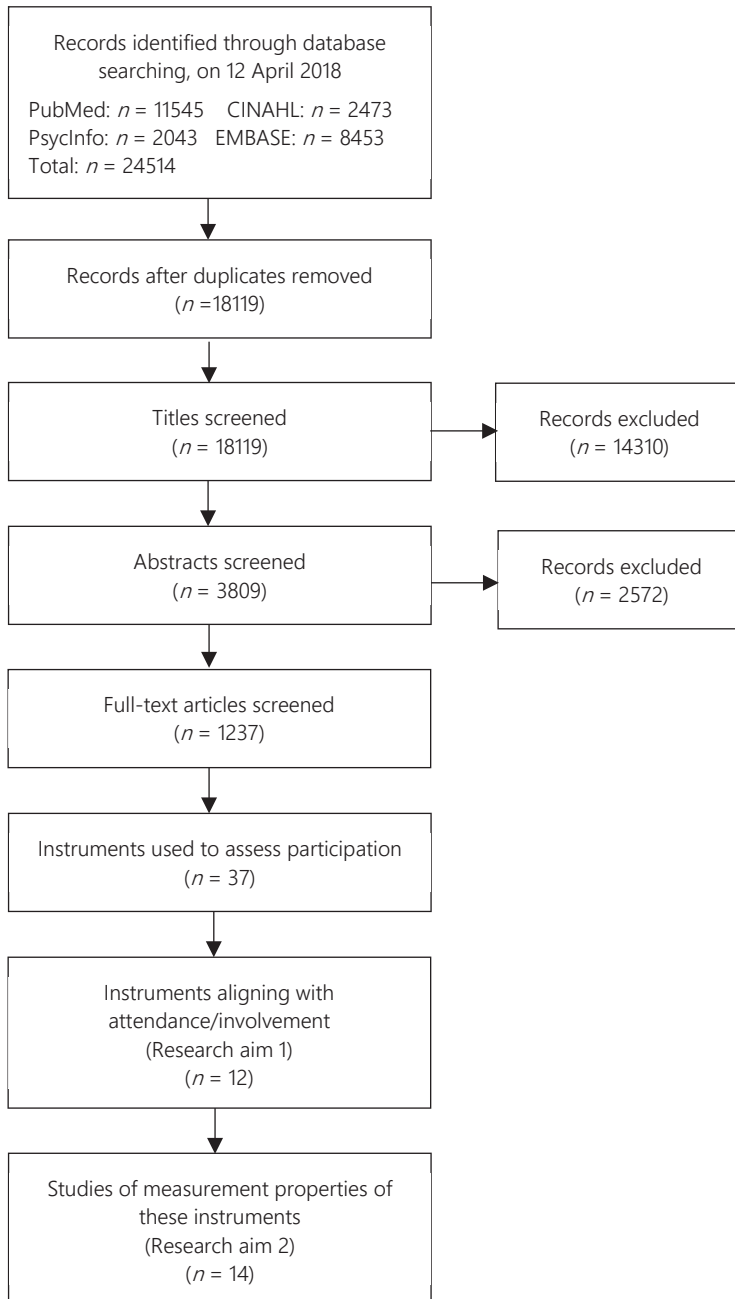 Records identified through database
searching, on 12 April 2018
PubMed: n = 11545 CINAHL: n = 2473
PsycInfo: n = 2043 EMBASE: n = 8453
Total: n = 24514
Records after duplicates removed
(n =18119)
Titles screened
(n = 18119)
Records excluded
(n = 14310)
Abstracts screened
(n = 3809)
Records excluded
(n = 2572)
Full-text articles screened
(n = 1237)
Instruments used to assess participation
(n = 37)
Instruments aligning with
attendance/involvement
(Research aim 1)
(n = 12)
Studies of measurement properties of
these instruments
(Research aim 2)
(n = 14)